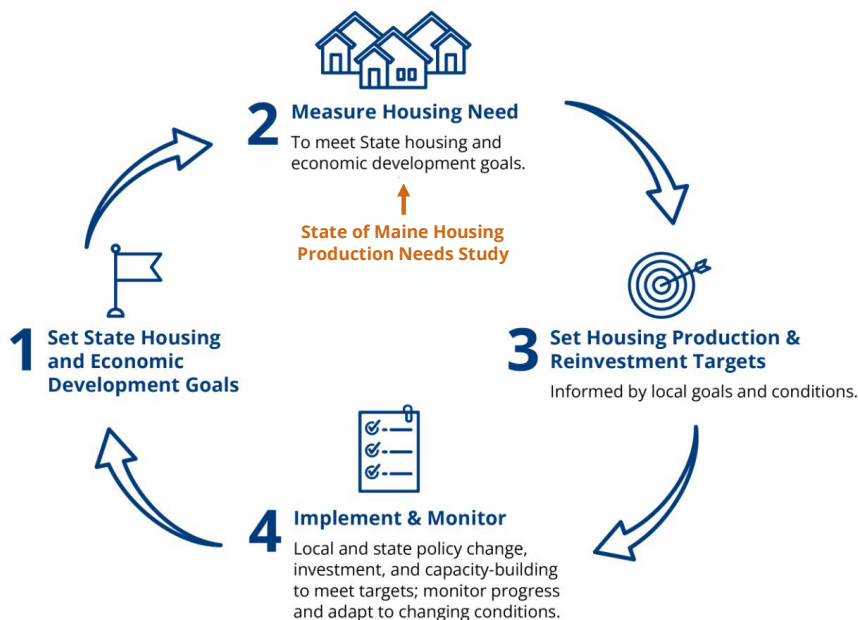 2 Measure Housing Need
To meet State housing and
economic development goals.
State of Maine Housing
Production Needs Study
1 Set State Housing
and Economic
Development Goals
3 Set Housing Production &
Reinvestment Targets
Informed by local goals and conditions.
4 Implement & Monitor
Local and state policy change,
investment, and capacity-building
to meet targets; monitor progress
and adapt to changing conditions.